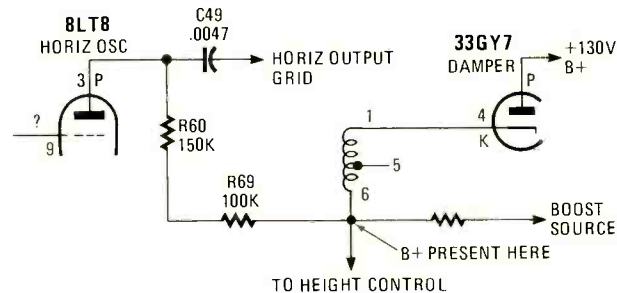 8LT8
HORIZ OSC
C49
.0047
HORIZ OUTPUT
GRID
33GY7
DAMPER
+130V
B+
3 P
P
?
9
R60
150K
1
4
K
5
6
R69
100K
BOOST
SOURCE
B+ PRESENT HERE
TO HEIGHT CONTROL